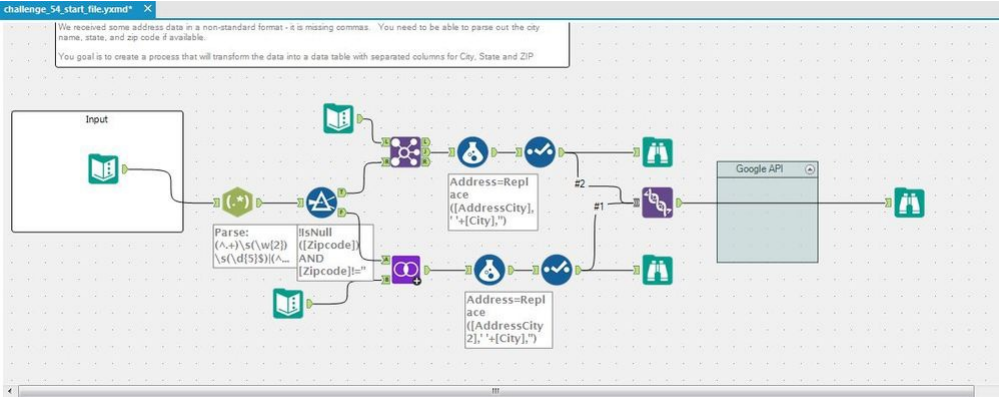 challenge_54_start_file.yxmd*
We received some address data in a non-standard format - it is missing commas. You need to be able to parse out the city
name, state, and zip code if available.
You goal is to create a process that will transform the data into a data table with separated columns for City, State and ZIP
Input
Google API
#2
#1
Address=Repl
ace
([AddressCity],
' '+[City],'')
Parse:
(^.+)\s(\w{2})
\s(\d{5}$)|(^...
!IsNull
([Zipcode])
AND
[Zipcode]!=''
Address=Repl
ace
([AddressCity
2],' '+[City],'')